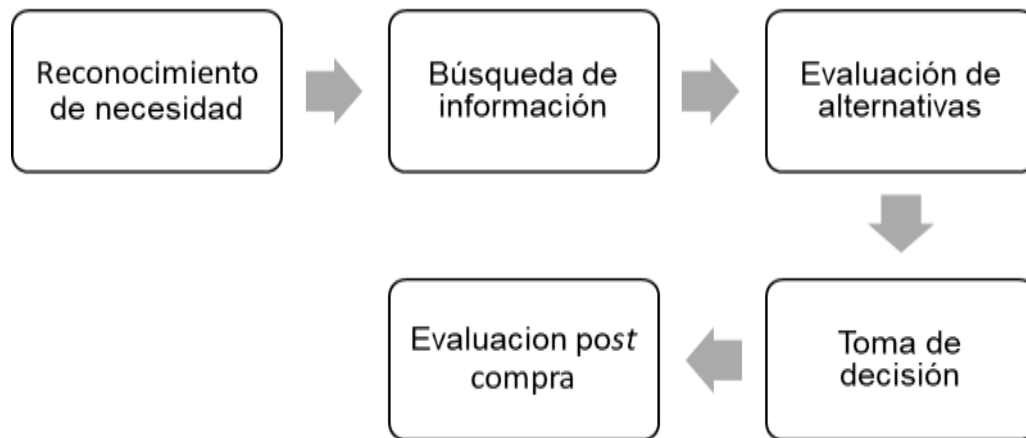 Reconocimiento
de necesidad
Búsqueda de
información
Evaluación de
alternativas
Toma de
decisión
Evaluacion post
compra